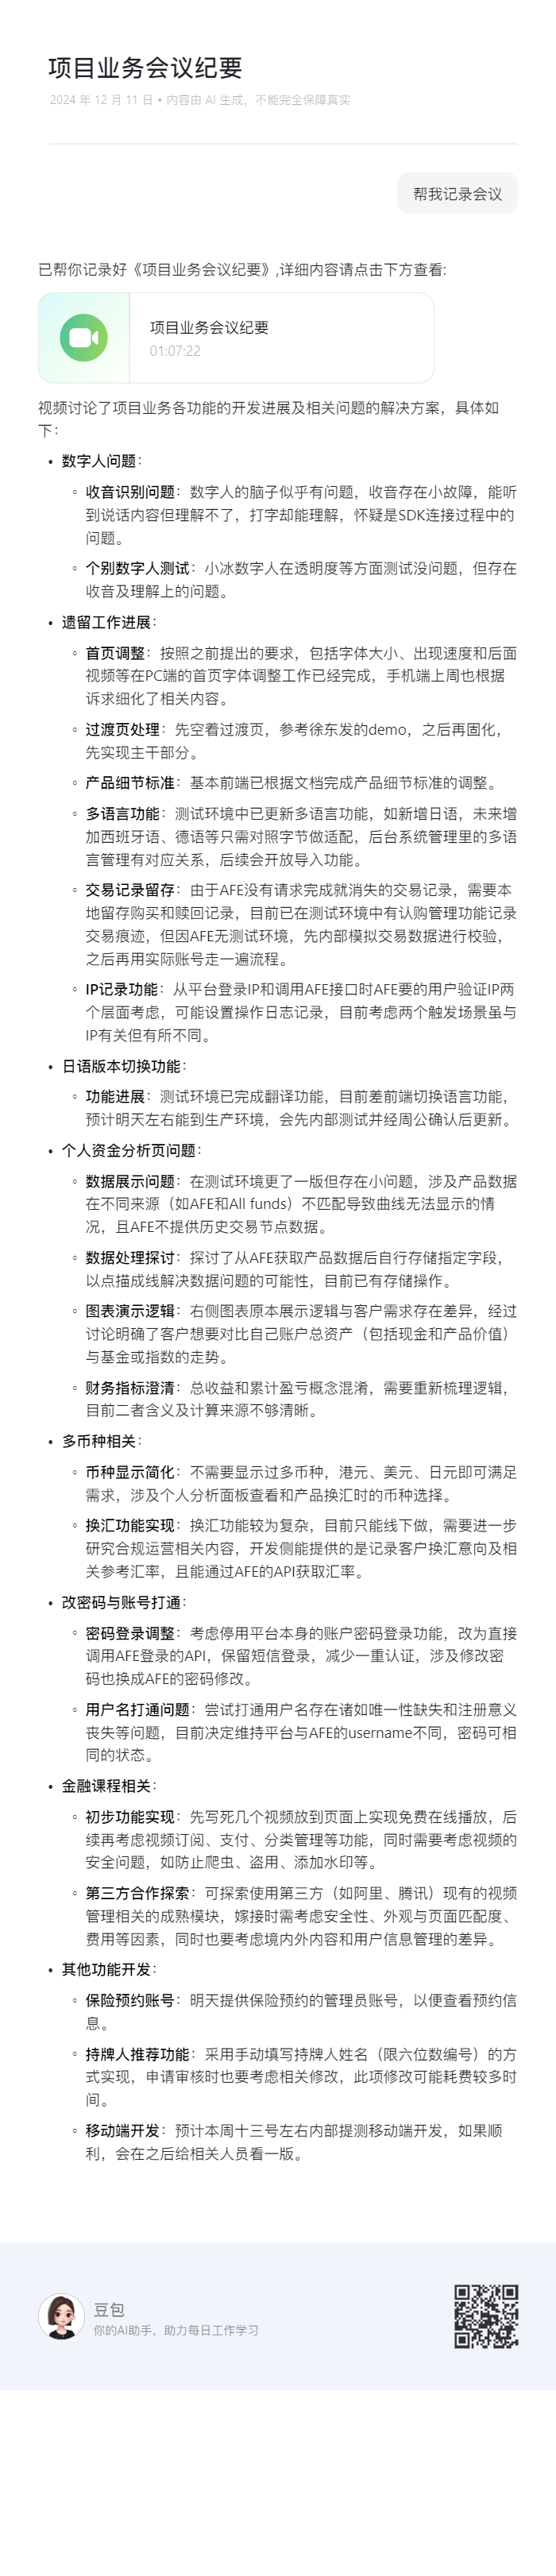 项目业务会议纪要
2024 年 12 月 11 日 • 内容由 AI 生成，不能完全保障真实
帮我记录会议
已帮你记录好《项目业务会议纪要》,详细内容请点击下方查看:
项目业务会议纪要
01:07:22
视频讨论了项目业务各功能的开发进展及相关问题的解决方案，具体如
下：
• 数字人问题：
◦ 收音识别问题：数字人的脑子似乎有问题，收音存在小故障，能听
到说话内容但理解不了，打字却能理解，怀疑是SDK连接过程中的
问题。
◦ 个别数字人测试：小冰数字人在透明度等方面测试没问题，但存在
收音及理解上的问题。
• 遗留工作进展：
◦ 首页调整：按照之前提出的要求，包括字体大小、出现速度和后面
视频等在PC端的首页字体调整工作已经完成，手机端上周也根据
诉求细化了相关内容。
◦ 过渡页处理：先空着过渡页，参考徐东发的demo，之后再固化，
先实现主干部分。
◦ 产品细节标准：基本前端已根据文档完成产品细节标准的调整。
◦ 多语言功能：测试环境中已更新多语言功能，如新增日语，未来增
加西班牙语、德语等只需对照字节做适配，后台系统管理里的多语
言管理有对应关系，后续会开放导入功能。
◦ 交易记录留存：由于AFE没有请求完成就消失的交易记录，需要本
地留存购买和赎回记录，目前已在测试环境中有认购管理功能记录
交易痕迹，但因AFE无测试环境，先内部模拟交易数据进行校验，
之后再用实际账号走一遍流程。
◦ IP记录功能：从平台登录IP和调用AFE接口时AFE要的用户验证IP两
个层面考虑，可能设置操作日志记录，目前考虑两个触发场景虽与
IP有关但有所不同。
• 日语版本切换功能：
◦ 功能进展：测试环境已完成翻译功能，目前差前端切换语言功能，
预计明天左右能到生产环境，会先内部测试并经周公确认后更新。
• 个人资金分析页问题：
◦ 数据展示问题：在测试环境更了一版但存在小问题，涉及产品数据
在不同来源（如AFE和All funds）不匹配导致曲线无法显示的情
况，且AFE不提供历史交易节点数据。
◦ 数据处理探讨：探讨了从AFE获取产品数据后自行存储指定字段，
以点描成线解决数据问题的可能性，目前已有存储操作。
◦ 图表演示逻辑：右侧图表原本展示逻辑与客户需求存在差异，经过
讨论明确了客户想要对比自己账户总资产（包括现金和产品价值）
与基金或指数的走势。
◦ 财务指标澄清：总收益和累计盈亏概念混淆，需要重新梳理逻辑，
目前二者含义及计算来源不够清晰。
• 多币种相关：
◦ 币种显示简化：不需要显示过多币种，港元、美元、日元即可满足
需求，涉及个人分析面板查看和产品换汇时的币种选择。
◦ 换汇功能实现：换汇功能较为复杂，目前只能线下做，需要进一步
研究合规运营相关内容，开发侧能提供的是记录客户换汇意向及相
关参考汇率，且能通过AFE的API获取汇率。
• 改密码与账号打通：
◦ 密码登录调整：考虑停用平台本身的账户密码登录功能，改为直接
调用AFE登录的API，保留短信登录，减少一重认证，涉及修改密
码也换成AFE的密码修改。
◦ 用户名打通问题：尝试打通用户名存在诸如唯一性缺失和注册意义
丧失等问题，目前决定维持平台与AFE的username不同，密码可相
同的状态。
• 金融课程相关：
◦ 初步功能实现：先写死几个视频放到页面上实现免费在线播放，后
续再考虑视频订阅、支付、分类管理等功能，同时需要考虑视频的
安全问题，如防止爬虫、盗用、添加水印等。
◦ 第三方合作探索：可探索使用第三方（如阿里、腾讯）现有的视频
管理相关的成熟模块，嫁接时需考虑安全性、外观与页面匹配度、
费用等因素，同时也要考虑境内外内容和用户信息管理的差异。
• 其他功能开发：
◦ 保险预约账号：明天提供保险预约的管理员账号，以便查看预约信
息。
◦ 持牌人推荐功能：采用手动填写持牌人姓名（限六位数编号）的方
式实现，申请审核时也要考虑相关修改，此项修改可能耗费较多时
间。
◦ 移动端开发：预计本周十三号左右内部提测移动端开发，如果顺
利，会在之后给相关人员看一版。
豆包
你的AI助手，助力每日工作学习